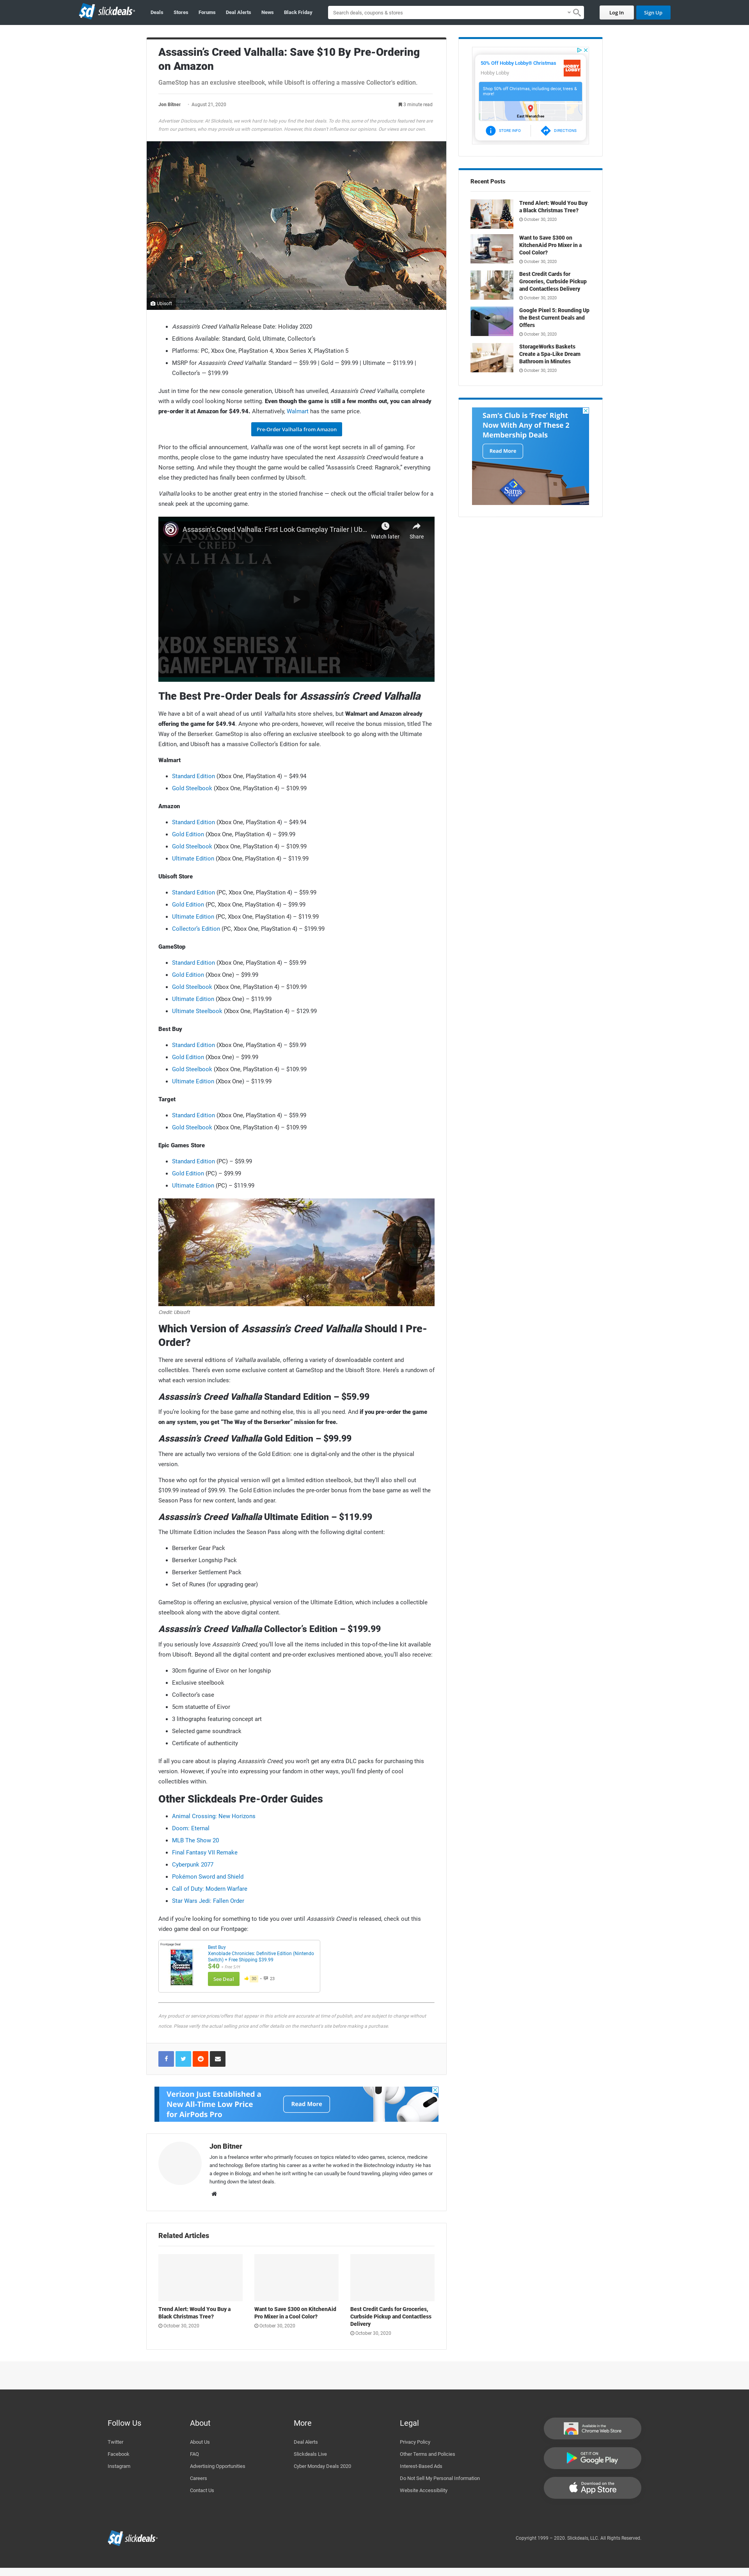 sd slickdeals
Deals
Stores
Forums
Deal Alerts
News
Black Friday
Search deals, coupons & stores
Log In
Sign Up
Assassin's Creed Valhalla: Save $10 By Pre-Ordering
on Amazon
GameStop has an exclusive steelbook, while Ubisoft is offering a massive Collector's edition.
Jon Bitner
August 21, 2020
3 minute read
Advertiser Disclosure: At Slickdeals, we work hard to help you find the best deals. To do this, some of the products featured here are
from our partners, who may provide us with compensation. However, this doesn't influence our opinions. Our views are our own.
Ubisoft
Assassin's Creed Valhalla Release Date: Holiday 2020
Editions Available: Standard, Gold, Ultimate, Collector's
Platforms: PC, Xbox One, PlayStation 4, Xbox Series X, PlayStation 5
MSRP for Assassin's Creed Valhalla: Standard — $59.99 | Gold — $99.99 | Ultimate — $119.99 |
Collector's — $199.99
Just in time for the new console generation, Ubisoft has unveiled, Assassin's Creed Valhalla, complete
with a wildly cool looking Norse setting. Even though the game is still a few months out, you can already
pre-order it at Amazon for $49.94. Alternatively, Walmart has the same price.
Pre-Order Valhalla from Amazon
Prior to the official announcement, Valhalla was one of the worst kept secrets in all of gaming. For
months, people close to the game industry have speculated the next Assassin's Creed would feature a
Norse setting. And while they thought the game would be called "Assassin's Creed: Ragnarok," everything
else they predicted has finally been confirmed by Ubisoft.
Valhalla looks to be another great entry in the storied franchise — check out the official trailer below for a
sneak peek at the upcoming game.
Assassin's Creed Valhalla: First Look Gameplay Trailer | Ub...
Watch later
Share
ASSASSIN'S
CREED
VALHALLA
XBOX SERIES X
GAMEPLAY TRAILER
The Best Pre-Order Deals for Assassin's Creed Valhalla
We have a bit of a wait ahead of us until Valhalla hits store shelves, but Walmart and Amazon already
offering the game for $49.94. Anyone who pre-orders, however, will receive the bonus mission, titled The
Way of the Berserker. GameStop is also offering an exclusive steelbook to go along with the Ultimate
Edition, and Ubisoft has a massive Collector's Edition for sale.
Walmart
Standard Edition (Xbox One, PlayStation 4) – $49.94
Gold Steelbook (Xbox One, PlayStation 4) – $109.99
Amazon
Standard Edition (Xbox One, PlayStation 4) – $49.94
Gold Edition (Xbox One, PlayStation 4) – $99.99
Gold Steelbook (Xbox One, PlayStation 4) – $109.99
Ultimate Edition (Xbox One, PlayStation 4) – $119.99
Ubisoft Store
Standard Edition (PC, Xbox One, PlayStation 4) – $59.99
Gold Edition (PC, Xbox One, PlayStation 4) – $99.99
Ultimate Edition (PC, Xbox One, PlayStation 4) – $119.99
Collector's Edition (PC, Xbox One, PlayStation 4) – $199.99
GameStop
Standard Edition (Xbox One, PlayStation 4) – $59.99
Gold Edition (Xbox One) – $99.99
Gold Steelbook (Xbox One, PlayStation 4) – $109.99
Ultimate Edition (Xbox One) – $119.99
Ultimate Steelbook (Xbox One, PlayStation 4) – $129.99
Best Buy
Standard Edition (Xbox One, PlayStation 4) – $59.99
Gold Edition (Xbox One) – $99.99
Gold Steelbook (Xbox One, PlayStation 4) – $109.99
Ultimate Edition (Xbox One) – $119.99
Target
Standard Edition (Xbox One, PlayStation 4) – $59.99
Gold Steelbook (Xbox One, PlayStation 4) – $109.99
Epic Games Store
Standard Edition (PC) – $59.99
Gold Edition (PC) – $99.99
Ultimate Edition (PC) – $119.99
Credit: Ubisoft
Which Version of Assassin's Creed Valhalla Should I Pre-
Order?
There are several editions of Valhalla available, offering a variety of downloadable content and
collectibles. There's even some exclusive content at GameStop and the Ubisoft Store. Here's a rundown of
what each version includes:
Assassin's Creed Valhalla Standard Edition – $59.99
If you're looking for the base game and nothing else, this is all you need. And if you pre-order the game
on any system, you get "The Way of the Berserker" mission for free.
Assassin's Creed Valhalla Gold Edition – $99.99
There are actually two versions of the Gold Edition: one is digital-only and the other is the physical
version.
Those who opt for the physical version will get a limited edition steelbook, but they'll also shell out
$109.99 instead of $99.99. The Gold Edition includes the pre-order bonus from the base game as well the
Season Pass for new content, lands and gear.
Assassin's Creed Valhalla Ultimate Edition – $119.99
The Ultimate Edition includes the Season Pass along with the following digital content:
Berserker Gear Pack
Berserker Longship Pack
Berserker Settlement Pack
Set of Runes (for upgrading gear)
GameStop is offering an exclusive, physical version of the Ultimate Edition, which includes a collectible
steelbook along with the above digital content.
Assassin's Creed Valhalla Collector's Edition – $199.99
If you seriously love Assassin's Creed, you'll love all the items included in this top-of-the-line kit available
from Ubisoft. Beyond all the digital content and pre-order exclusives mentioned above, you'll also receive:
30cm figurine of Eivor on her longship
Exclusive steelbook
Collector's case
5cm statuette of Eivor
3 lithographs featuring concept art
Selected game soundtrack
Certificate of authenticity
If all you care about is playing Assassin's Creed, you won't get any extra DLC packs for purchasing this
version. However, if you're into expressing your fandom in other ways, you'll find plenty of cool
collectibles within.
Other Slickdeals Pre-Order Guides
Animal Crossing: New Horizons
Doom: Eternal
MLB The Show 20
Final Fantasy VII Remake
Cyberpunk 2077
Pokémon Sword and Shield
Call of Duty: Modern Warfare
Star Wars Jedi: Fallen Order
And if you're looking for something to tide you over until Assassin's Creed is released, check out this
video game deal on our Frontpage:
Frontpage Deal
Best Buy
Xenoblade Chronicles: Definitive Edition (Nintendo
Switch) + Free Shipping $39.99
$40
See Deal
30
23
Any product or service prices/offers that appear in this article are accurate at time of publish, and are subject to change without
notice. Please verify the actual selling price and offer details on the merchant's site before making a purchase.
Verizon Just Established a
New All-Time Low Price
for AirPods Pro
Read More
Jon Bitner
Jon is a freelance writer who primarily focuses on topics related to video games, science, medicine
and technology. Before starting his career as a writer he worked in the Biotechnology industry. He has
a degree in Biology, and when he isn't writing he can usually be found traveling, playing video games or
hunting down the latest deals.
Related Articles
Trend Alert: Would You Buy a
Black Christmas Tree?
October 30, 2020
Want to Save $300 on KitchenAid
Pro Mixer in a Cool Color?
October 30, 2020
Best Credit Cards for Groceries,
Curbside Pickup and Contactless
Delivery
October 30, 2020
50% Off Hobby Lobby® Christmas
Hobby Lobby
HOBBY LOBBY
Shop 50% off Christmas, including decor, trees &
more!
East Wenatchee
STORE INFO
DIRECTIONS
Recent Posts
Trend Alert: Would You Buy
a Black Christmas Tree?
October 30, 2020
Want to Save $300 on
KitchenAid Pro Mixer in a
Cool Color?
October 30, 2020
Best Credit Cards for
Groceries, Curbside Pickup
and Contactless Delivery
October 30, 2020
Google Pixel 5: Rounding Up
the Best Current Deals and
Offers
October 30, 2020
StorageWorks Baskets
Create a Spa-Like Dream
Bathroom in Minutes
October 30, 2020
Sam's Club is 'Free' Right
Now With Any of These 2
Membership Deals
Read More
Sam's
Follow Us
Twitter
Facebook
Instagram
About
About Us
FAQ
Advertising Opportunities
Careers
Contact Us
More
Deal Alerts
Slickdeals Live
Cyber Monday Deals 2020
Legal
Privacy Policy
Other Terms and Policies
Interest-Based Ads
Do Not Sell My Personal Information
Website Accessibility
Available in the
Chrome Web Store
GET IT ON
Google Play
Download on the
App Store
sd slickdeals
Copyright 1999 – 2020. Slickdeals, LLC. All Rights Reserved.